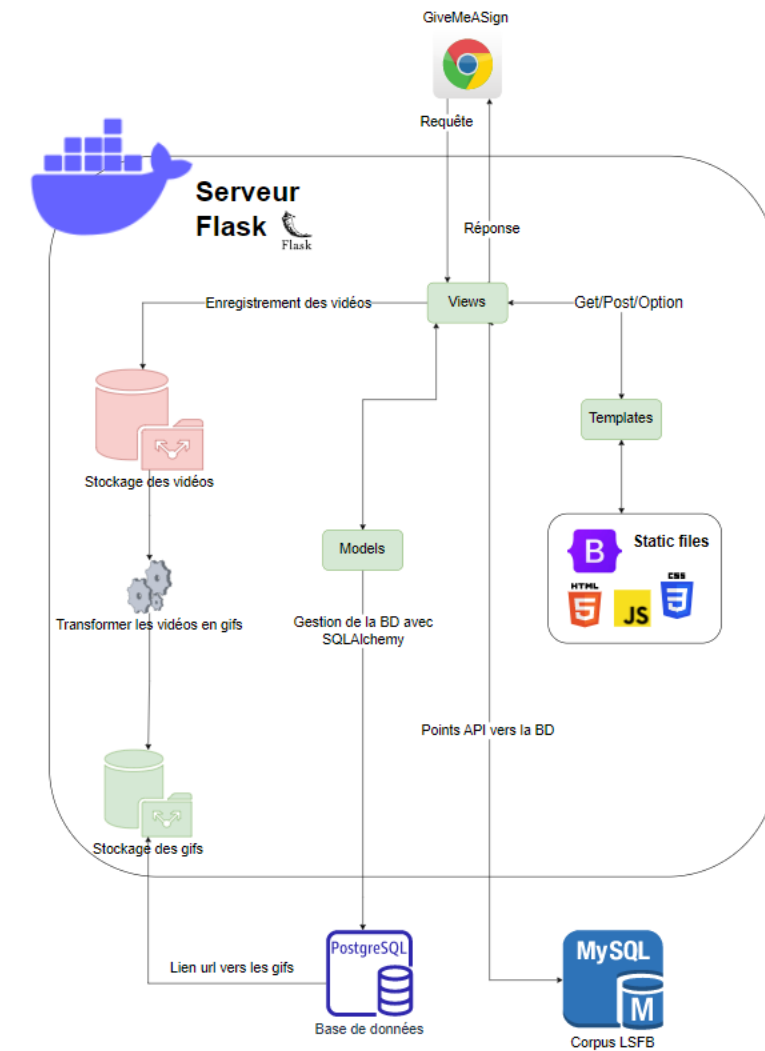 GiveMeASign
Requête
Serveur
Flask
Flask
Réponse
Enregistrement des vidéos
Views
Get/Post/Option
Templates
Stockage des vidéos
Static files
B
HTML
5
JS
CSS
3
Models
Transformer les vidéos en gifs
Gestion de la BD avec
SQLAlchemy
Points API vers la BD
Stockage des gifs
PostgreSQL
MySQL
M
Lien url vers les gifs
Base de données
Corpus LSFB